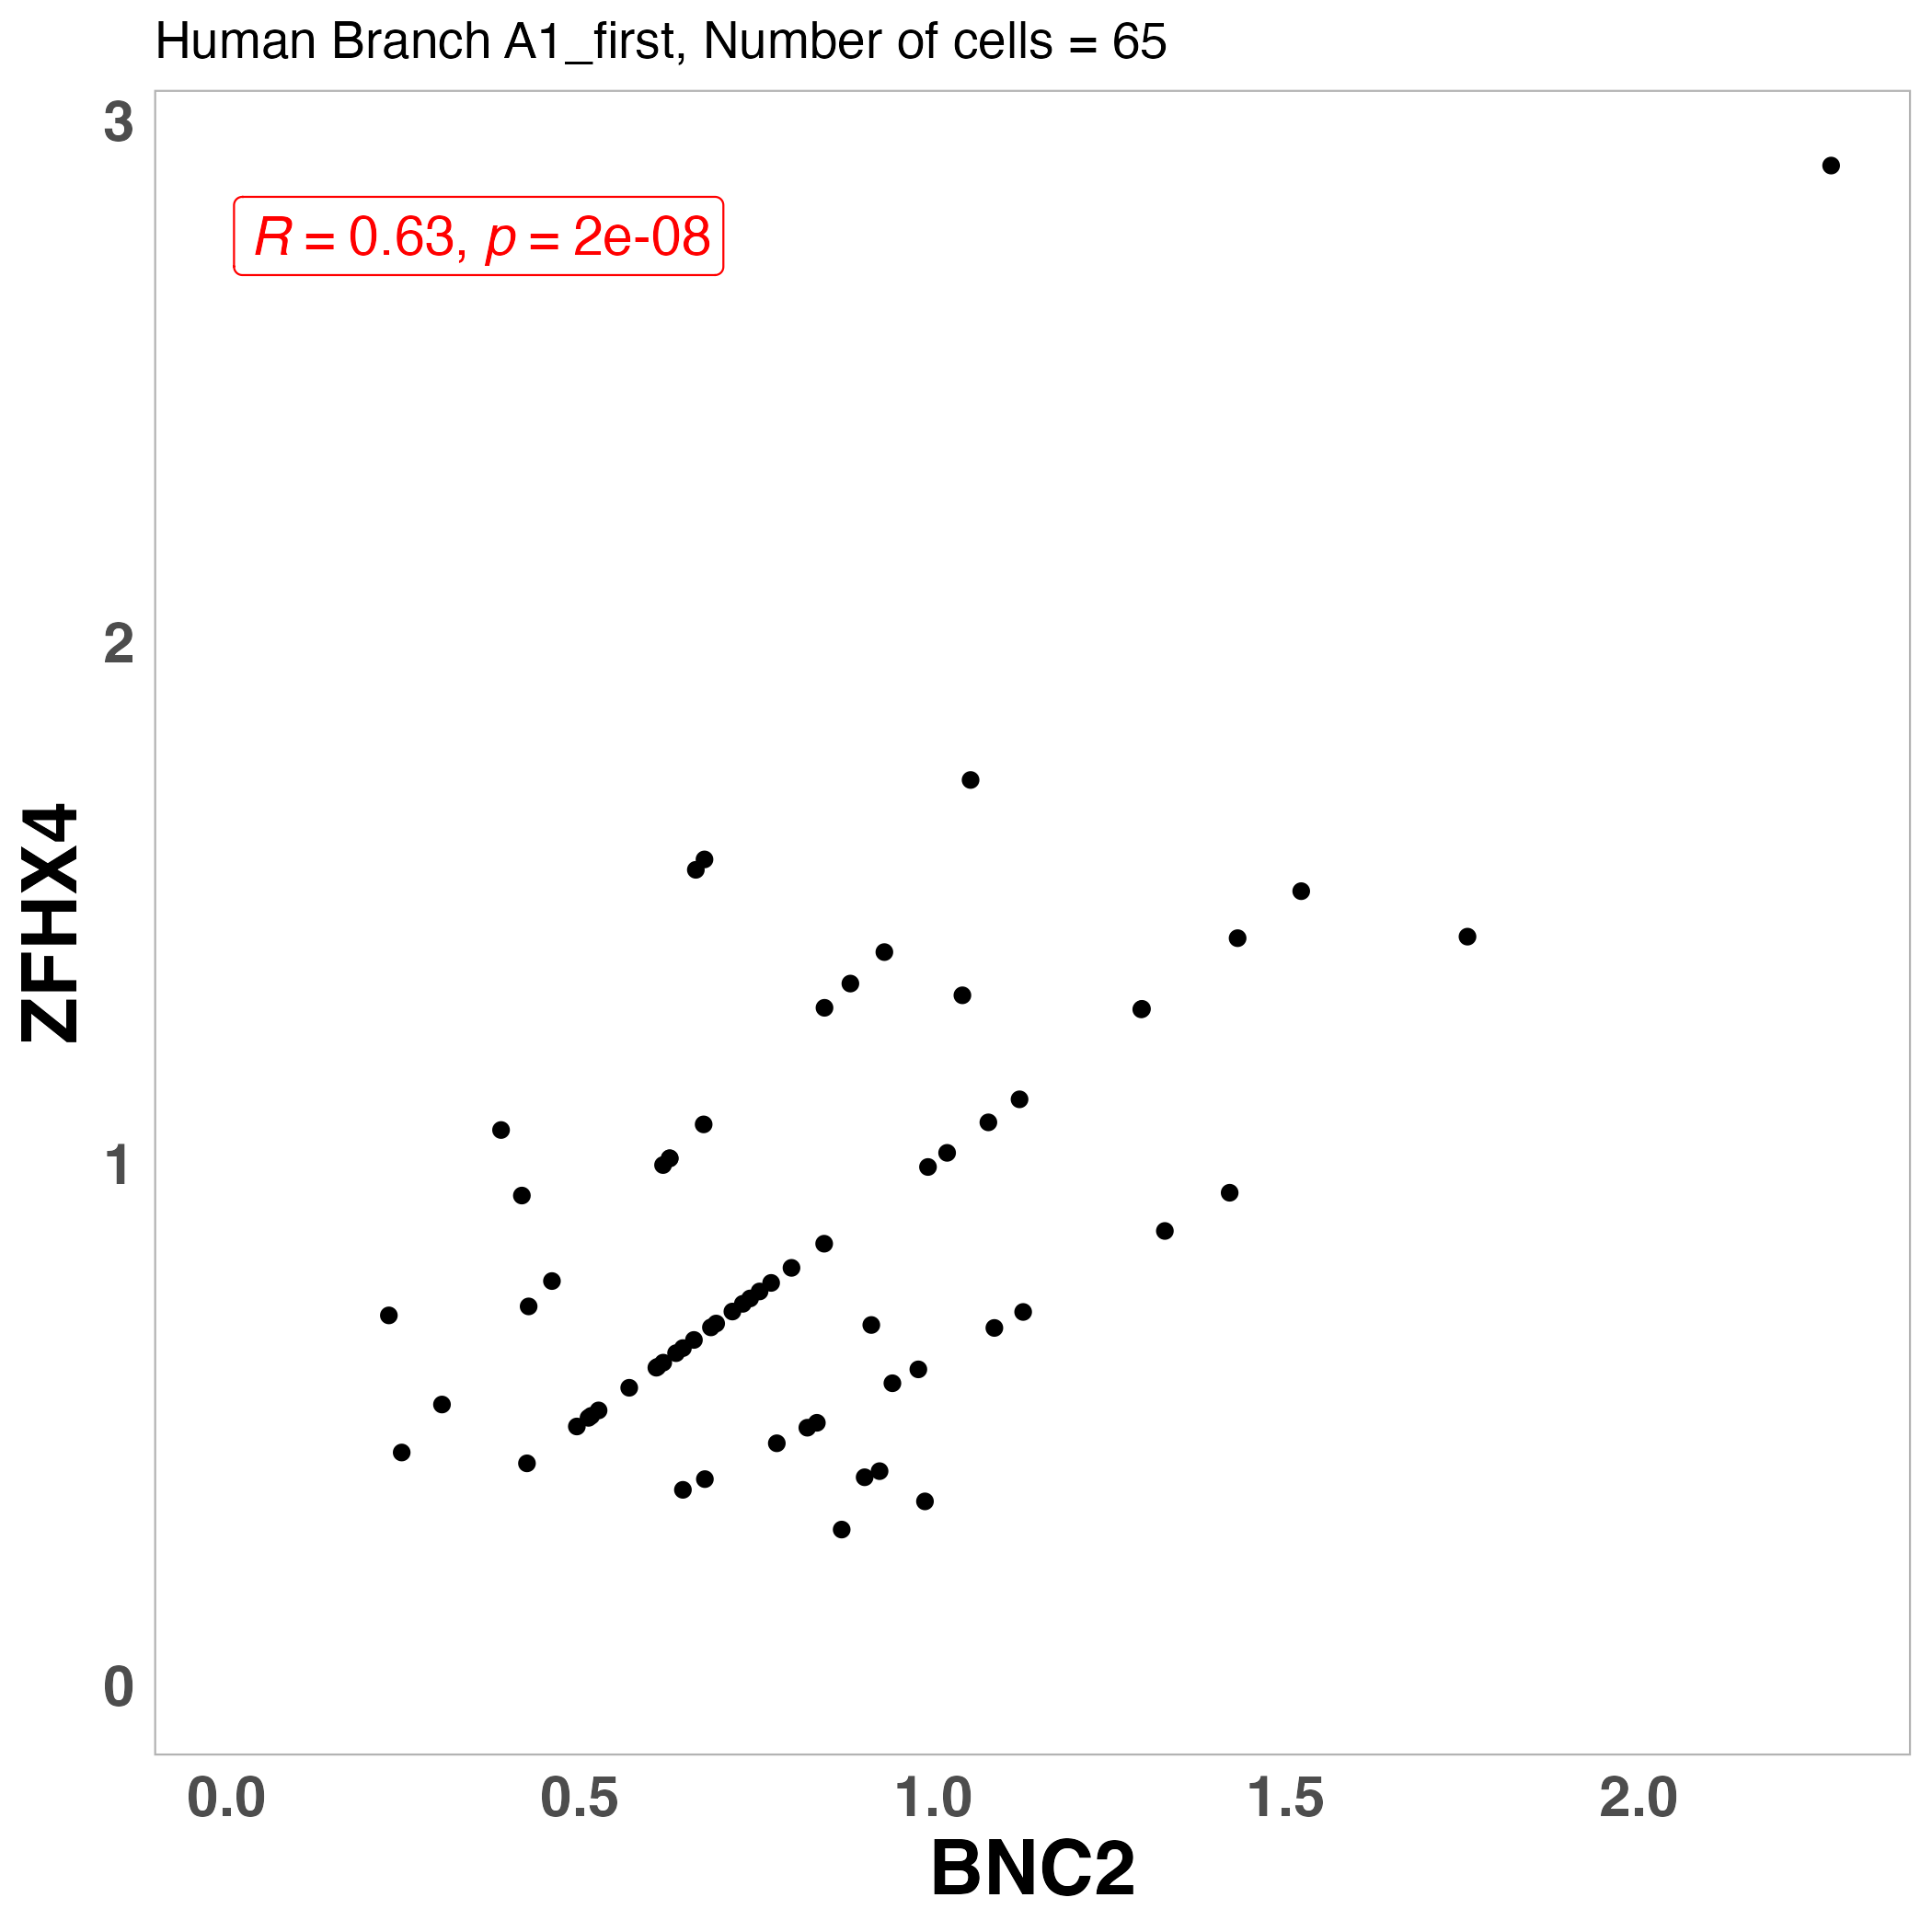 Human Branch A1_first, Number of cells = 65
3
R = 0.63, p = 2e-08
2
ZFHX4
1
0
0.0 0.5 1.0 1.5 2.0
BNC2